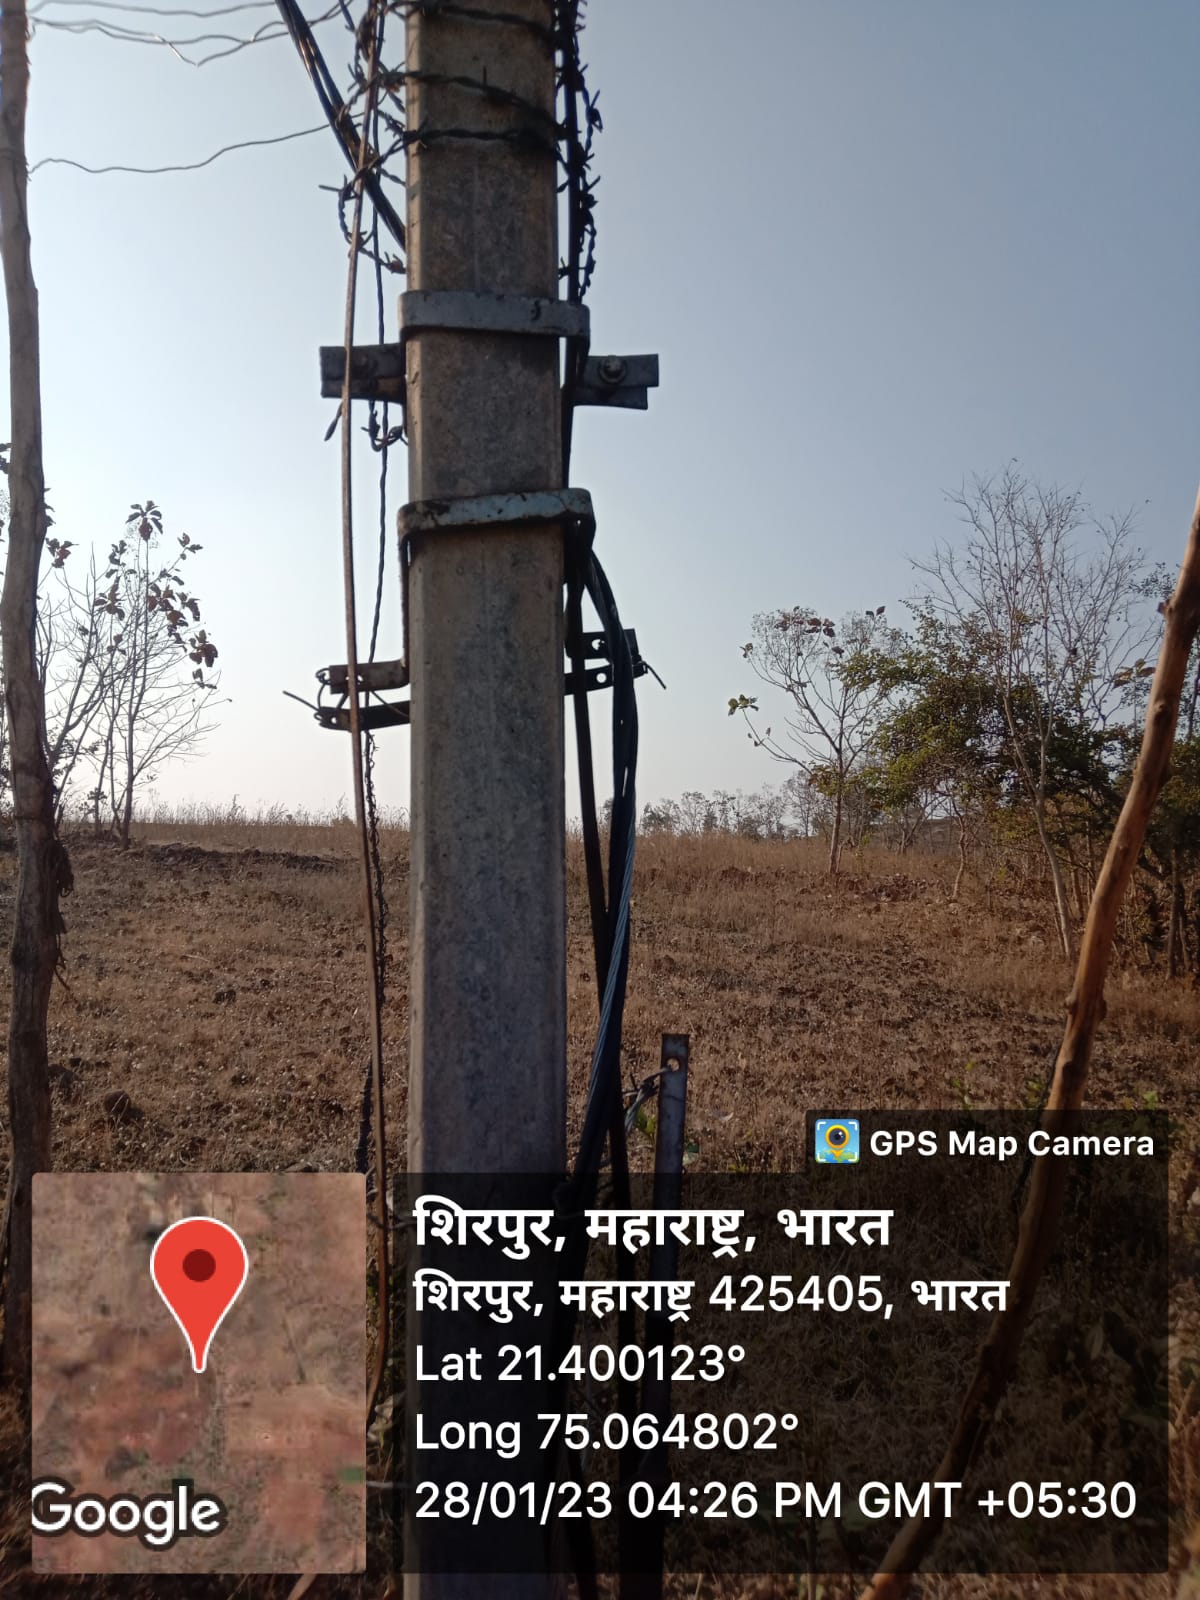 GPS Map Camera
शिरपुर, महाराष्ट्र, भारत
शिरपुर, महाराष्ट्र 425405, भारत
Lat 21.400123°
Long 75.064802°
28/01/23 04:26 PM GMT +05:30
Google